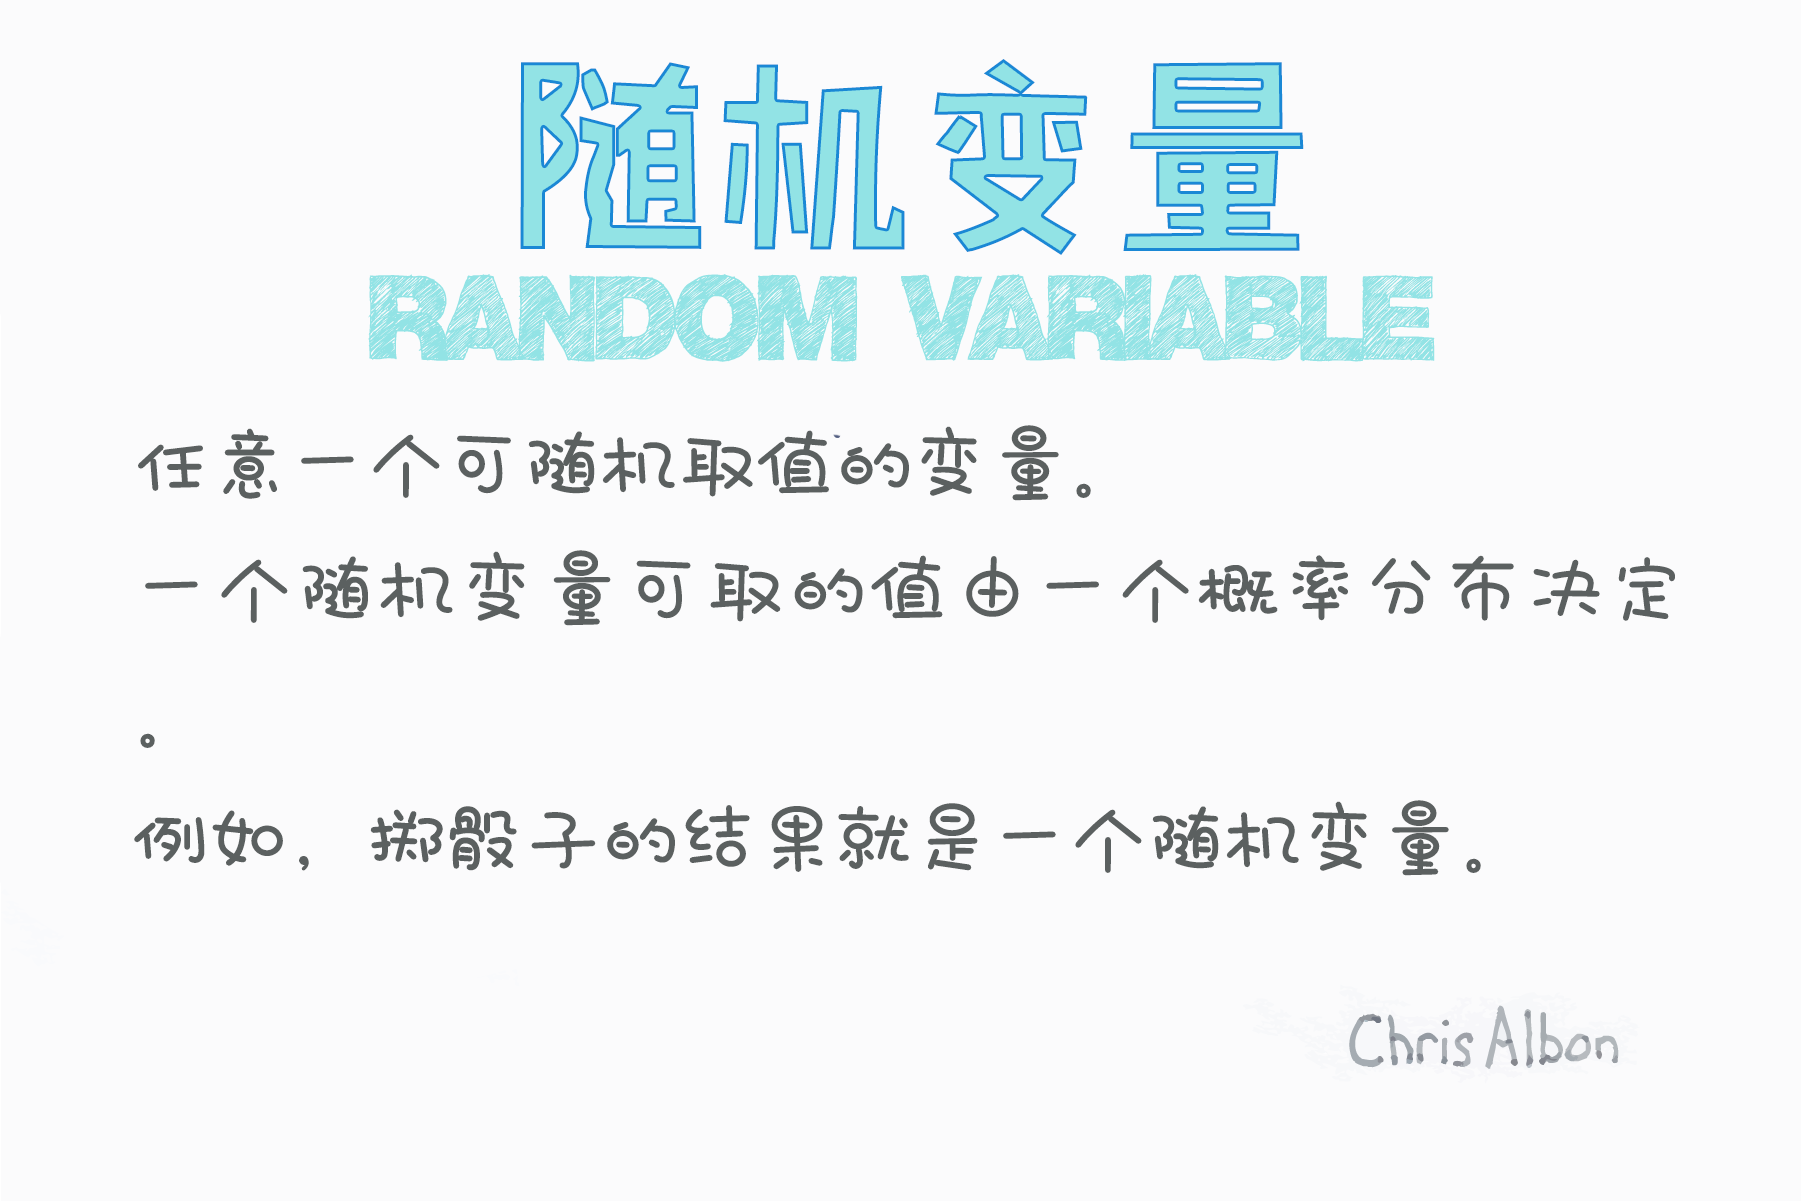 随机变量
RANDOM VARIABLE
任意一个可随机取值的变量。
一个随机变量可取的值由一个概率分布决定
。
例如，掷骰子的结果就是一个随机变量。
Chris Albon